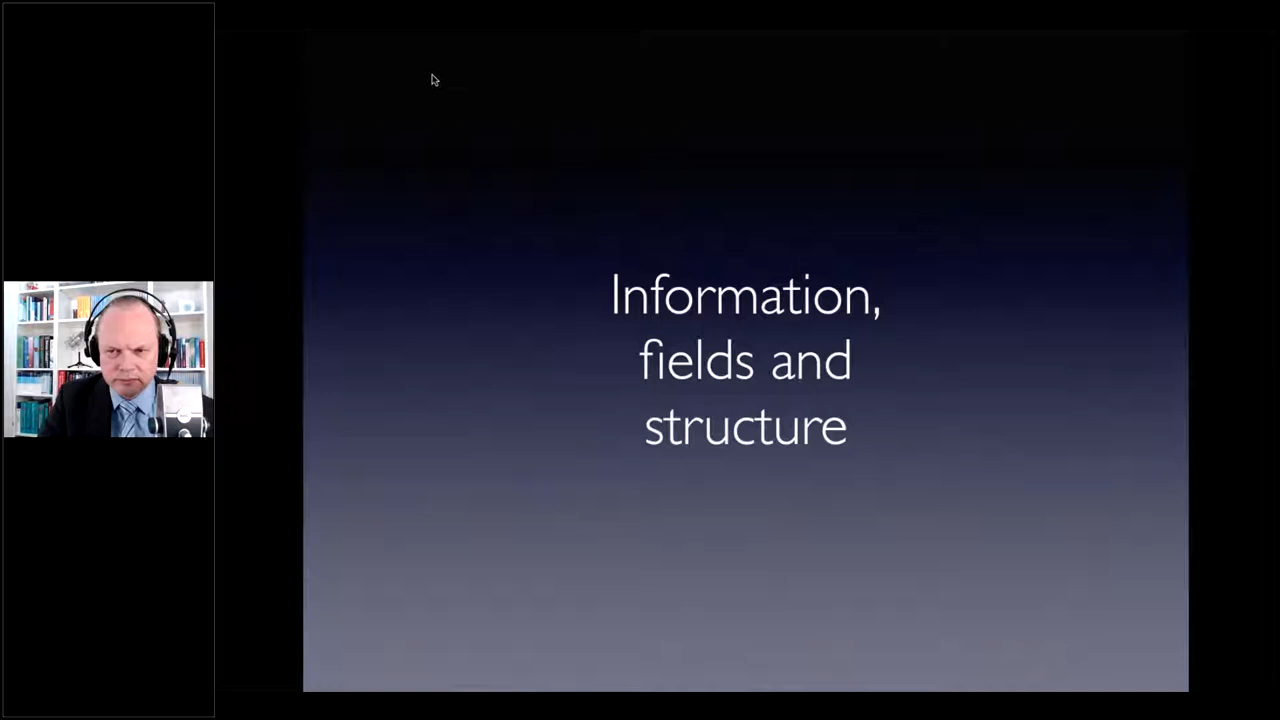 Information,
fields and
structure